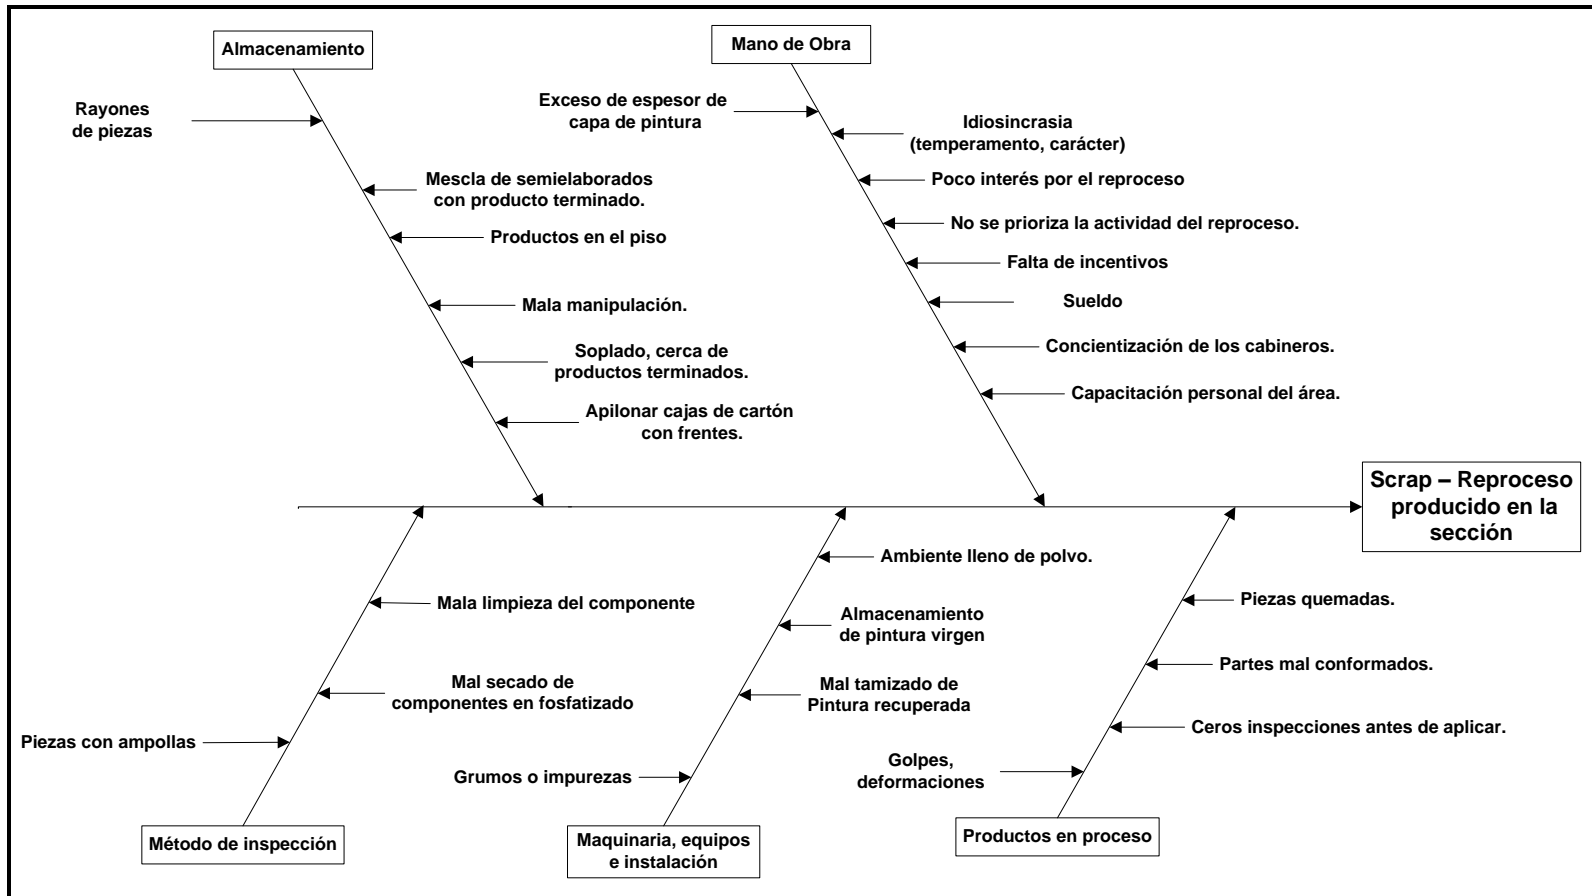 Almacenamiento
Rayones
de piezas
Mescla de semielaborados
con producto terminado.
Productos en el piso
Mala manipulación.
Soplado, cerca de
productos terminados.
Apilonar cajas de cartón
con frentes.
Mano de Obra
Exceso de espesor de
capa de pintura
Idiosincrasia
(temperamento, carácter)
Poco interés por el reproceso
No se prioriza la actividad del reproceso.
Falta de incentivos
Sueldo
Concientización de los cabineros.
Capacitación personal del área.
Scrap – Reproceso
producido en la
sección
Mala limpieza del componente
Mal secado de
componentes en fosfatizado
Piezas con ampollas
Método de inspección
Ambiente lleno de polvo.
Almacenamiento
de pintura virgen
Mal tamizado de
Pintura recuperada
Grumos o impurezas
Maquinaria, equipos
e instalación
Piezas quemadas.
Partes mal conformados.
Ceros inspecciones antes de aplicar.
Golpes,
deformaciones
Productos en proceso